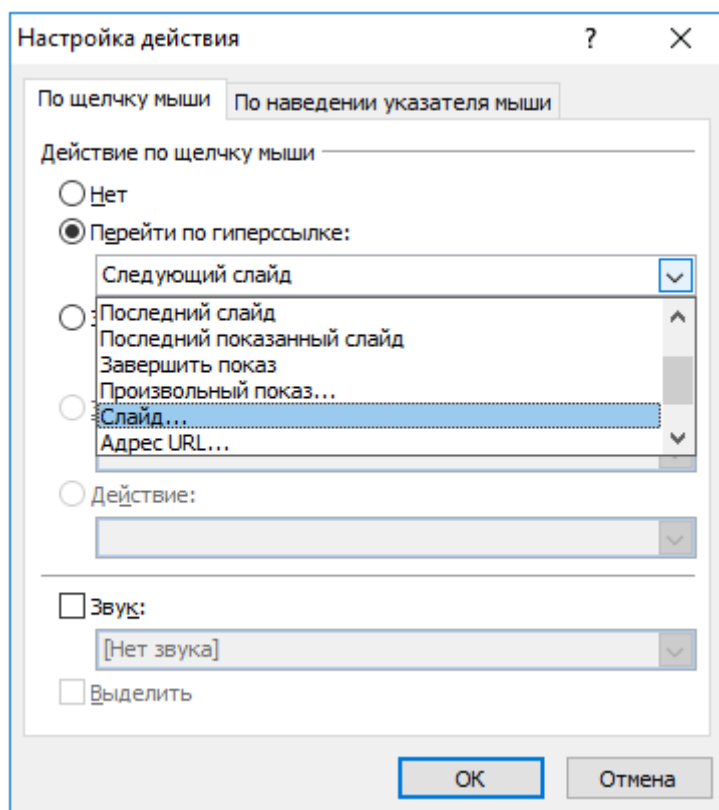 Настройка действия
По щелчку мыши По наведении указателя мыши
Действие по щелчку мыши
Нет
Перейти по гиперссылке:
Следующий слайд
Последний слайд
Последний показанный слайд
Завершить показ
Произвольный показ...
Слайд...
Адрес URL...
Действие:
Звук:
[Нет звука]
Выделить
ОК Отмена